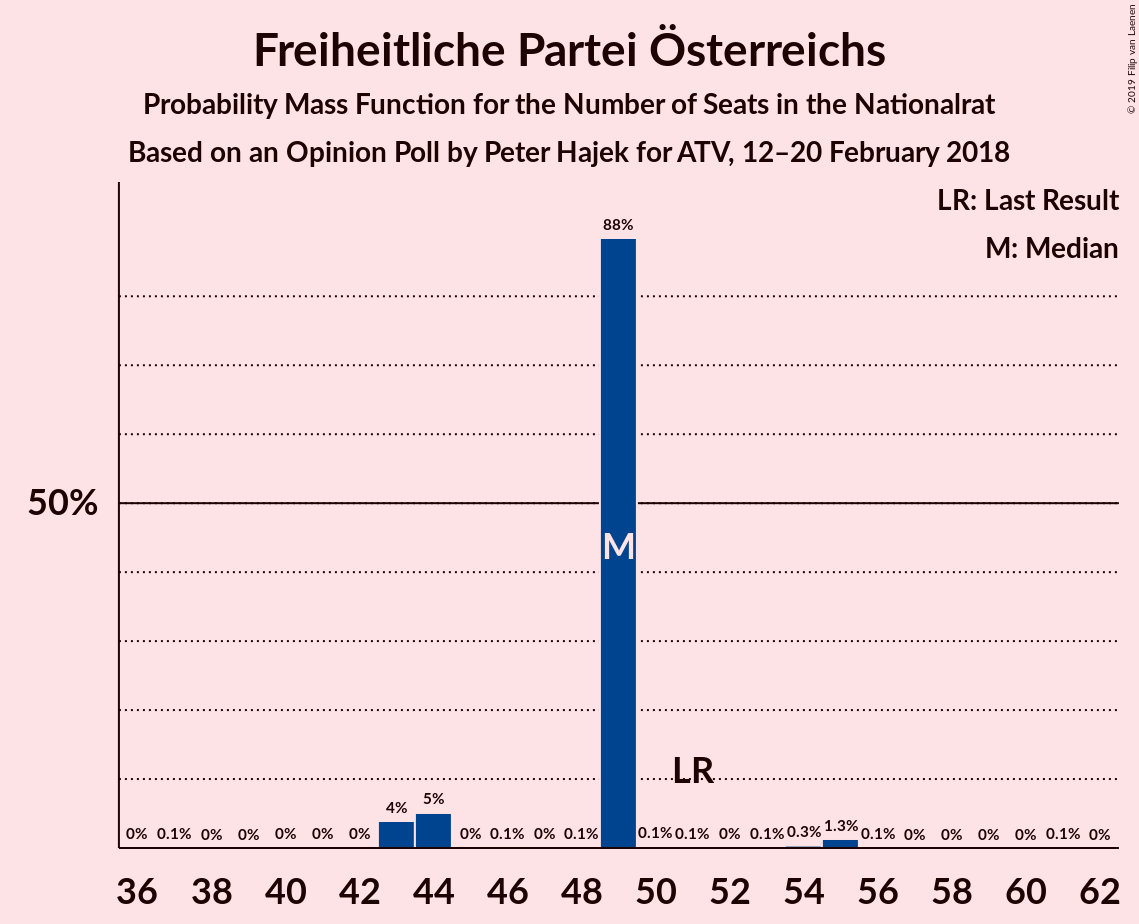 Freiheitliche Partei Österreichs
Probability Mass Function for the Number of Seats in the Nationalrat
Based on an Opinion Poll by Peter Hajek for ATV, 12–20 February 2018
© 2019 Filip van Laenen
LR: Last Result
M: Median
88%
50%
M
LR
0% 0.1% 0% 0% 0% 0% 0% 4% 5% 0% 0.1% 0% 0.1% 0.1% 0.1% 0% 0.1% 0.3% 1.3% 0.1% 0% 0% 0% 0% 0.1% 0%
36 38 40 42 44 46 48 50 52 54 56 58 60 62